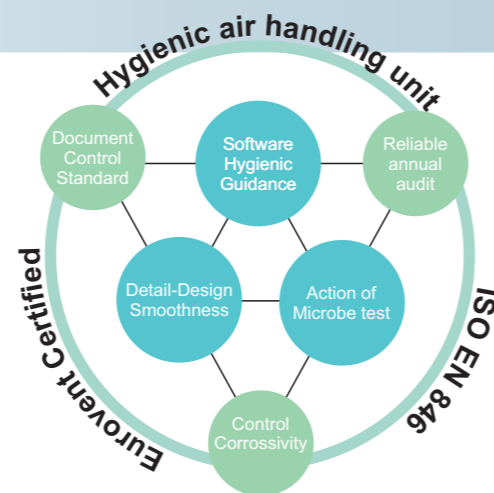 Hygienic air handling unit
Document
Control
Standard
Software
Hygienic
Guidance
Reliable
annual
audit
Detail-Design
Smoothness
Action of
Microbe test
Control
Corrossivity
Eurovent Certified
ISO EN 846